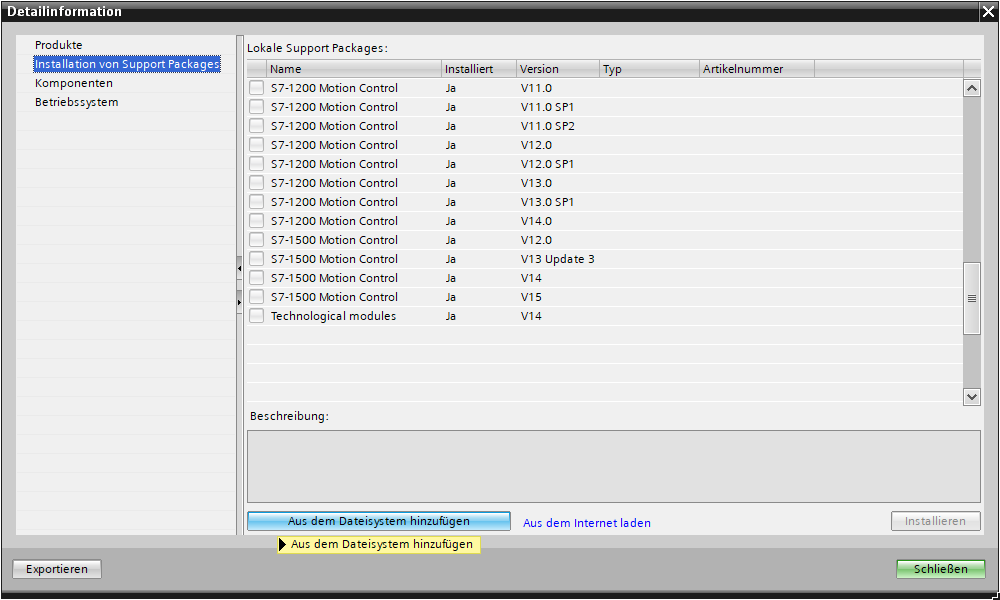 Detailinformation
Produkte
Installation von Support Packages
Komponenten
Betriebssystem
Lokale Support Packages:
Name Installiert Version Typ Artikelnummer
S7-1200 Motion Control Ja V11.0
S7-1200 Motion Control Ja V11.0 SP1
S7-1200 Motion Control Ja V11.0 SP2
S7-1200 Motion Control Ja V12.0
S7-1200 Motion Control Ja V12.0 SP1
S7-1200 Motion Control Ja V13.0
S7-1200 Motion Control Ja V13.0 SP1
S7-1200 Motion Control Ja V14.0
S7-1500 Motion Control Ja V12.0
S7-1500 Motion Control Ja V13 Update 3
S7-1500 Motion Control Ja V14
S7-1500 Motion Control Ja V15
Technological modules Ja V14
Beschreibung:
Aus dem Dateisystem hinzufügen Aus dem Internet laden Installieren
Aus dem Dateisystem hinzufügen
Exportieren Schließen